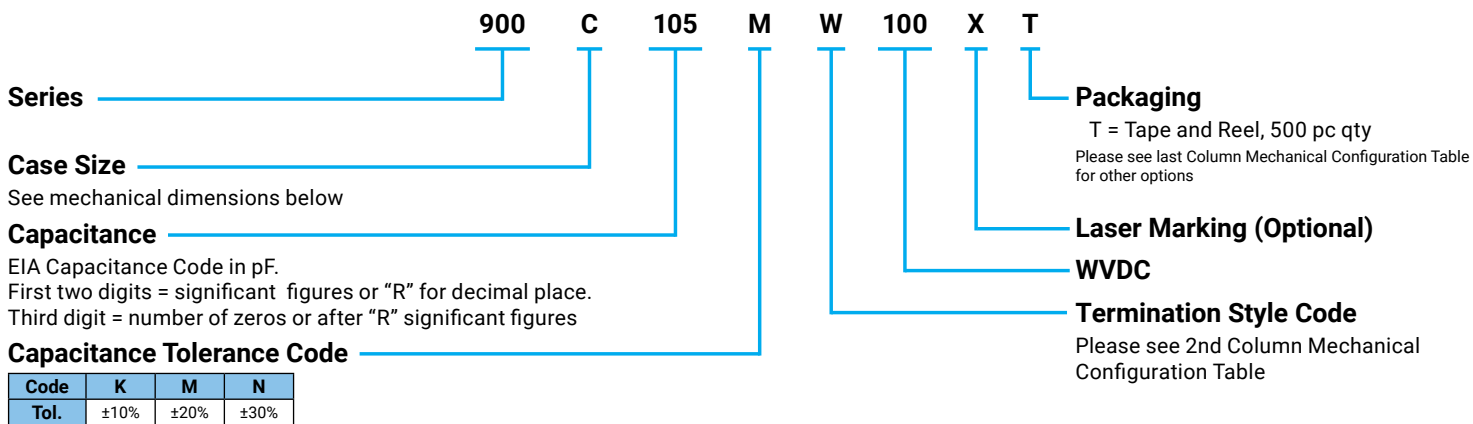 900 C 105 M W 100 X T
Series
Case Size
See mechanical dimensions below
Capacitance
EIA Capacitance Code in pF.
First two digits = significant figures or “R” for decimal place.
Third digit = number of zeros or after “R” significant figures
Capacitance Tolerance Code
Code K M N
Tol. ±10% ±20% ±30%
Packaging
T = Tape and Reel, 500 pc qty
Please see last Column Mechanical Configuration Table
for other options
Laser Marking (Optional)
WVDC
Termination Style Code
Please see 2nd Column Mechanical
Configuration Table